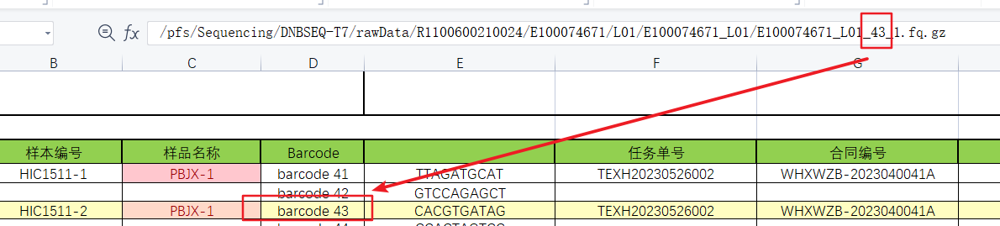 fx /pfs/Sequencing/DNBSEQ-T7/rawData/R1100600210024/E100074671/L01/E100074671_L01/E100074671_L01_43_1.fq.gz
B C D E F G
样本编号 样品名称 Barcode 任务单号 合同编号
HIC1511-1 PBJX-1 barcode 41 TTAGATGCAT TEXH20230526002 WHXWZB-2023040041A
barcode 42 GTCCAGAGCT
HIC1511-2 PBJX-1 barcode 43 CACGTGATAG TEXH20230526002 WHXWZB-2023040041A